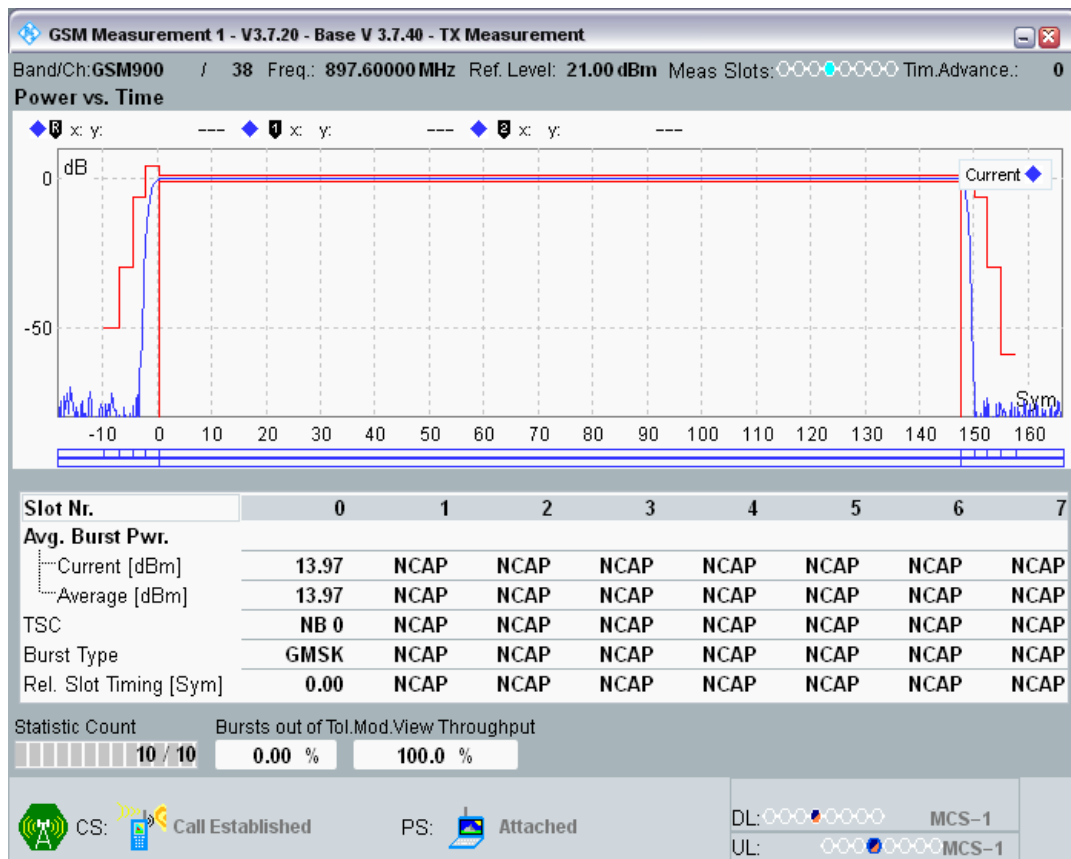 GSM Measurement 1 - V3.7.20 - Base V 3.7.40 - TX Measurement
Band/Ch:GSM900 / 38 Freq.: 897.60000 MHz Ref. Level: 21.00 dBm Meas Slots: Tim.Advance.: 0
Power vs. Time
R x: y: --- 1 x: y: --- 2 x: y: ---
dB
Current
0
-50
Sym
-10 0 10 20 30 40 50 60 70 80 90 100 110 120 130 140 150 160
Slot Nr. 0 1 2 3 4 5 6 7
Avg. Burst Pwr.
Current [dBm] 13.97 NCAP NCAP NCAP NCAP NCAP NCAP NCAP
Average [dBm] 13.97 NCAP NCAP NCAP NCAP NCAP NCAP NCAP
TSC NB 0 NCAP NCAP NCAP NCAP NCAP NCAP NCAP
Burst Type GMSK NCAP NCAP NCAP NCAP NCAP NCAP NCAP
Rel. Slot Timing [Sym] 0.00 NCAP NCAP NCAP NCAP NCAP NCAP NCAP
Statistic Count Bursts out of Tol.Mod.View Throughput
10 / 10 0.00 % 100.0 %
CS: Call Established PS: Attached
DL: MCS-1
UL: MCS-1